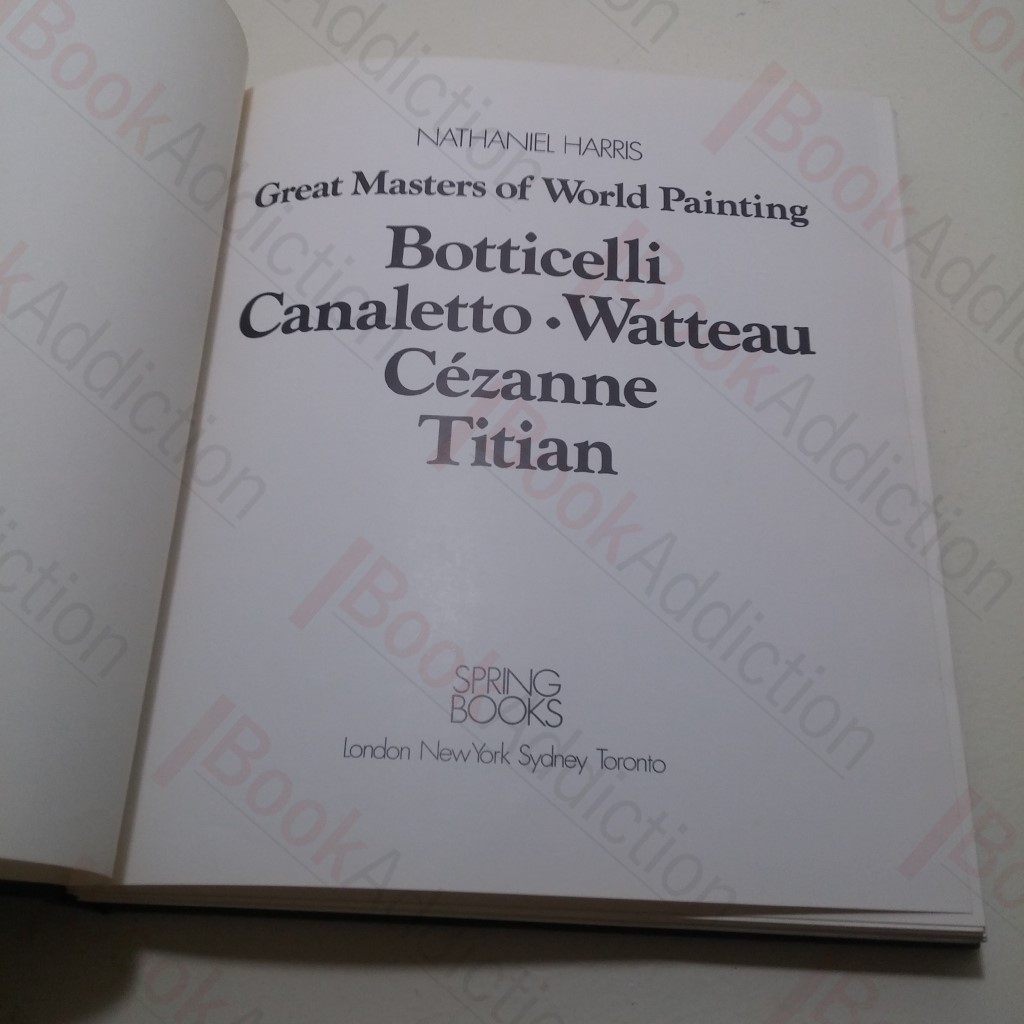 NATHANIEL HARRIS
Great Masters of World Painting
Botticelli
Canaletto • Watteau
Cézanne
Titian
SPRING
BOOKS
London New York Sydney Toronto
BookAddiction